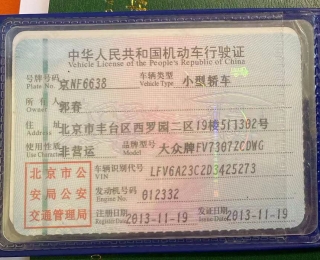 中华人民共和国机动车行驶证
Vehicle License of the People's Republic of China
号牌号码 京NF6638 车辆类型 小型轿车
Plate No. Vehicle Type
所有人 郭春
Owner
住址 北京市丰台区西罗园二区19楼5门302号
Address
使用性质 非营运 品牌型号 大众牌FV7307ZCDWG
Use Character Model
北京市公
安局公安
交通管理局
车辆识别代号 LFV6A23C2D3425273
VIN
发动机号码 012332
Engine No.
注册日期 2013-11-19 发证日期 2013-11-19
Register Date Issue Date